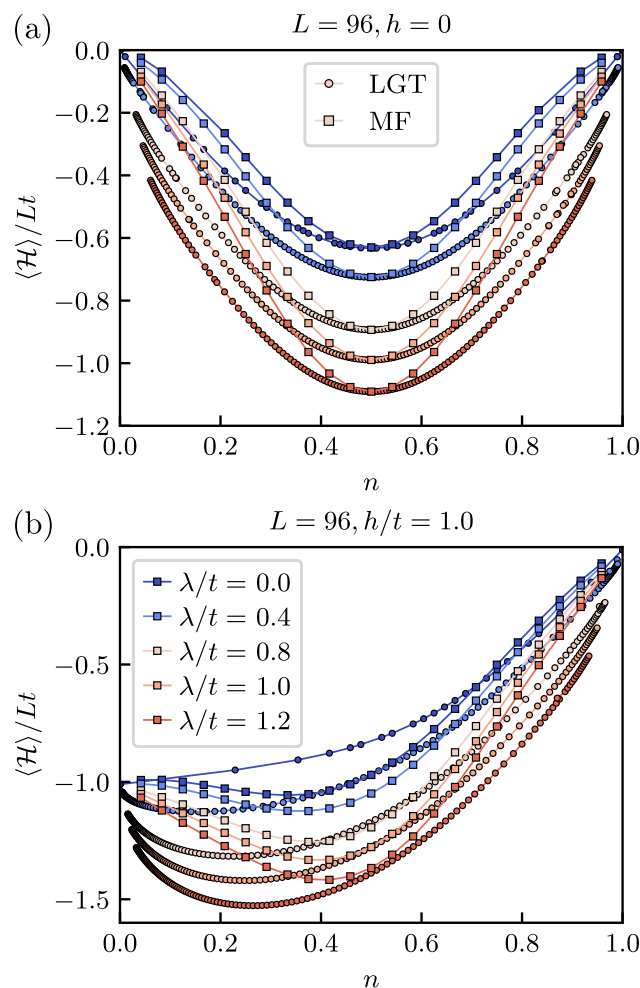 (a)
L = 96, h = 0
0.0
−0.2
−0.4
−0.6
−0.8
−1.0
−1.2
⟨ℋ⟩/Lt
LGT
MF
0.0 0.2 0.4 0.6 0.8 1.0
n
(b)
L = 96, h/t = 1.0
0.0
−0.5
−1.0
−1.5
⟨ℋ⟩/Lt
λ/t = 0.0
λ/t = 0.4
λ/t = 0.8
λ/t = 1.0
λ/t = 1.2
0.0 0.2 0.4 0.6 0.8 1.0
n